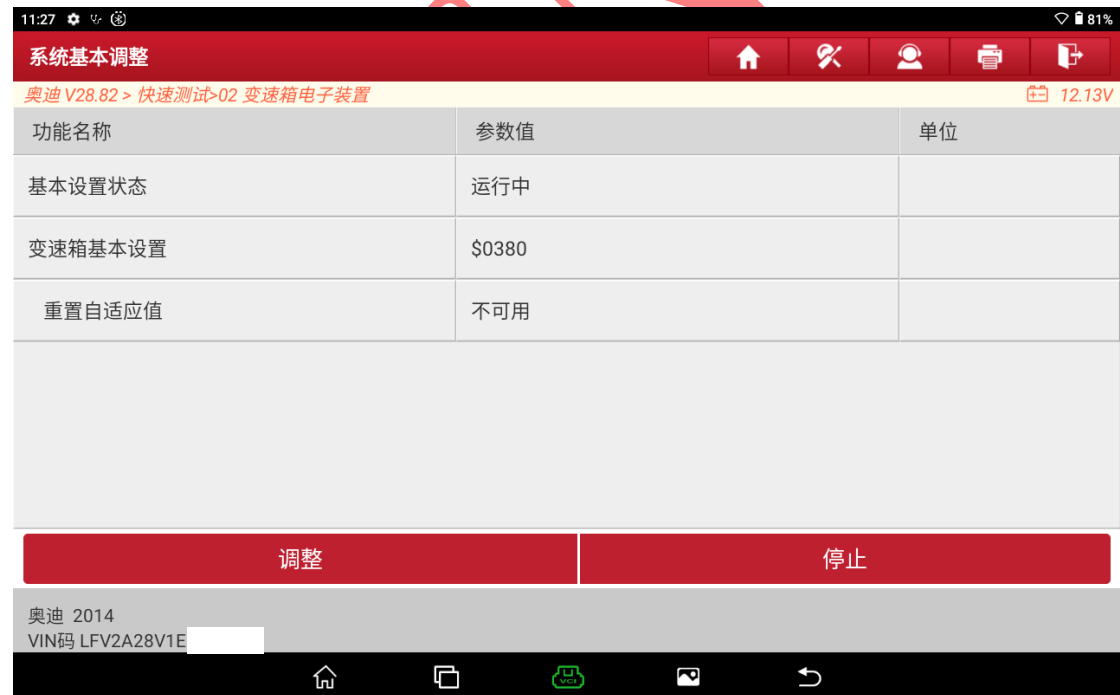 11:27 81%
系统基本调整
奥迪 V28.82 > 快速测试>02 变速箱电子装置 12.13V
功能名称 参数值 单位
基本设置状态 运行中
变速箱基本设置 $0380
重置自适应值 不可用
调整 停止
奥迪 2014
VIN码 LFV2A28V1E
VCI